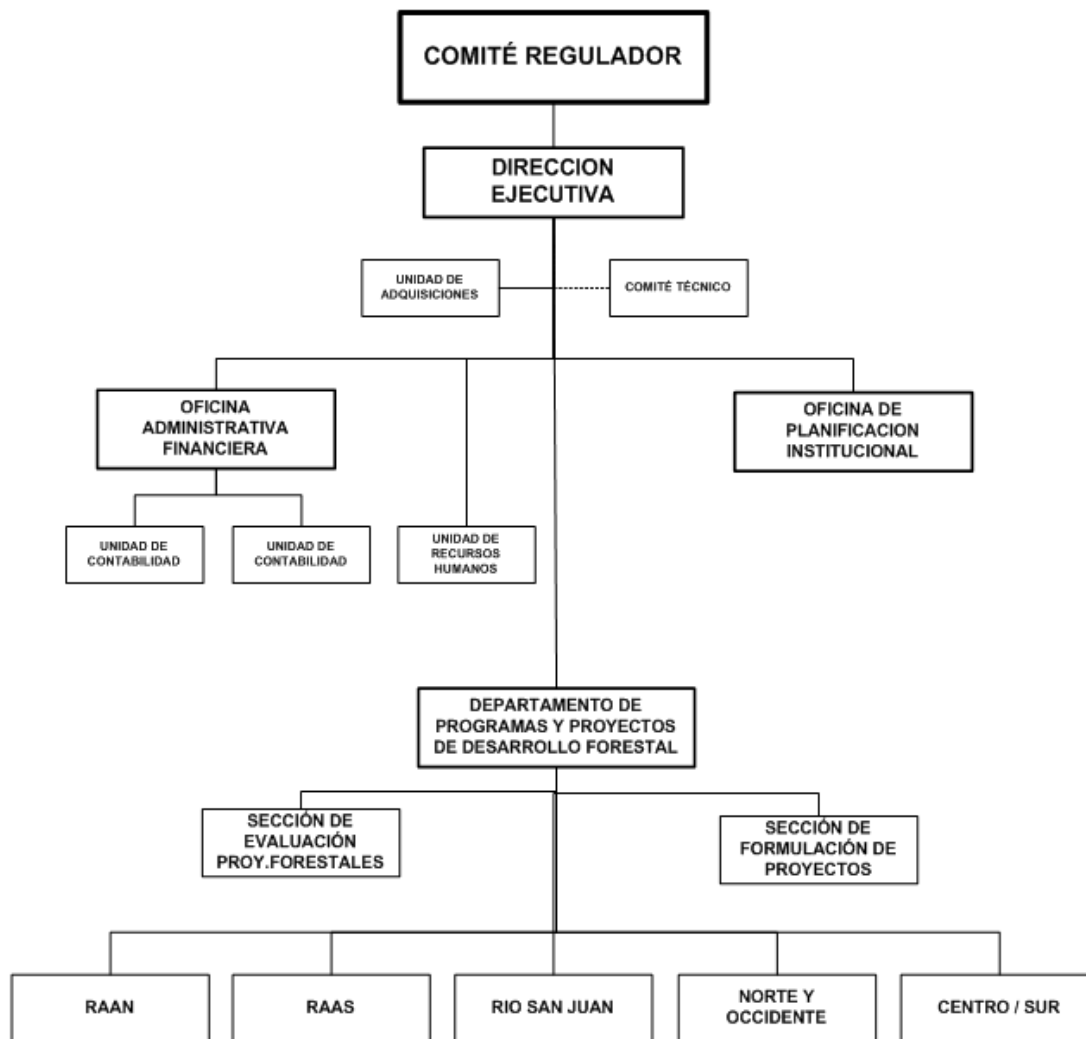 COMITÉ REGULADOR
DIRECCION
EJECUTIVA
UNIDAD DE
ADQUISICIONES
COMITÉ TÉCNICO
OFICINA
ADMINISTRATIVA
FINANCIERA
OFICINA DE
PLANIFICACION
INSTITUCIONAL
UNIDAD DE
CONTABILIDAD
UNIDAD DE
CONTABILIDAD
UNIDAD DE
RECURSOS
HUMANOS
DEPARTAMENTO DE
PROGRAMAS Y PROYECTOS
DE DESARROLLO FORESTAL
SECCIÓN DE
EVALUACIÓN
PROY.FORESTALES
SECCIÓN DE
FORMULACIÓN DE
PROYECTOS
RAAN
RAAS
RIO SAN JUAN
NORTE Y
OCCIDENTE
CENTRO / SUR